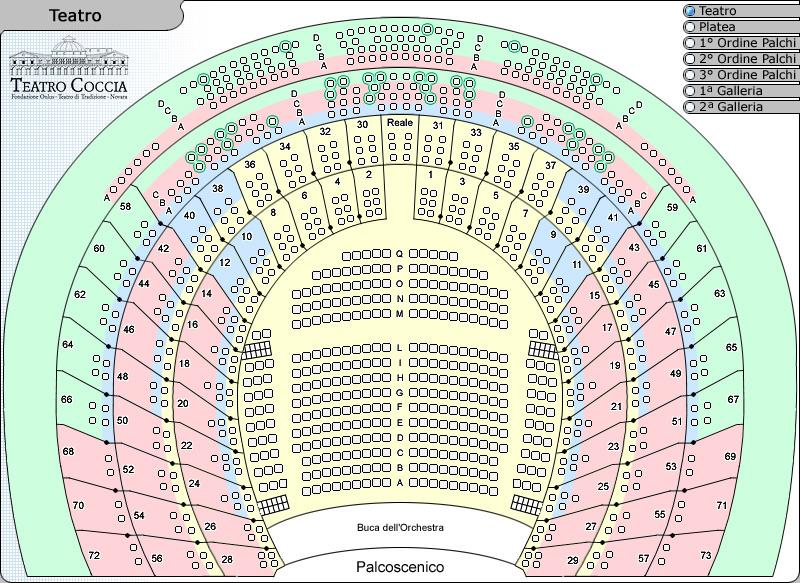 Teatro
TEATRO COCCIA
Fondazione Onlus - Teatro di Tradizione - Novara
Teatro
Platea
1° Ordine Palchi
2° Ordine Palchi
3° Ordine Palchi
1ª Galleria
2ª Galleria
D C B A
D C B A
D C B A
D C B A
A
A
D C B A
D C B A
C B A
C B A
30 Reale 31
32 33
34 35
36 37
38 39
40 41
42 43
44 45
46 47
48 49
50 51
52 53
54
56 57
58 59
60 61
62 63
64 65
66 67
68 69
70 71
72 73
2 1
4 3
6 5
8 7
10 9
12 11
14 15
16 17
18 19
20 21
22 23
24 25
26 27
28 29
Q
P
O
N
M
L
I
H
G
F
E
D
C
B
A
Buca dell'Orchestra
Palcoscenico